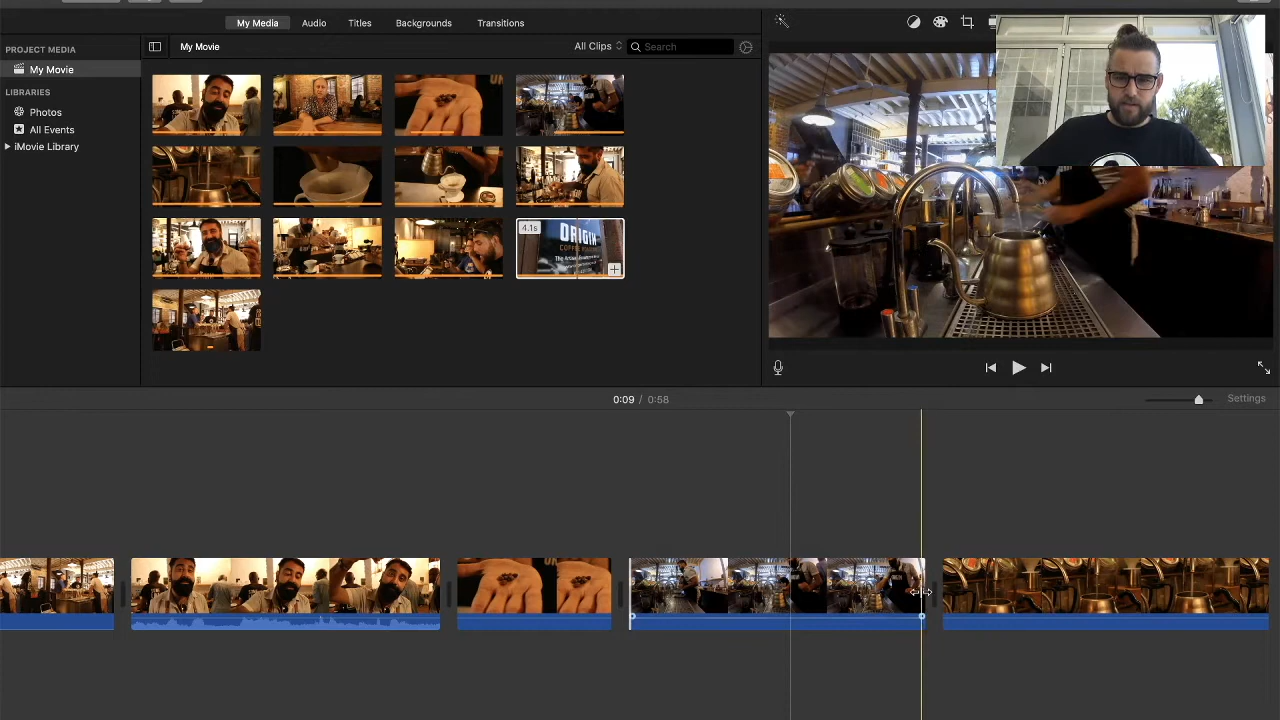 My Media Audio Titles Backgrounds Transitions
PROJECT MEDIA
My Movie
LIBRARIES
Photos
All Events
iMovie Library
My Movie
All Clips
Search
4.1s
ORIGIN
COFFEE
0:09 / 0:58
Settings